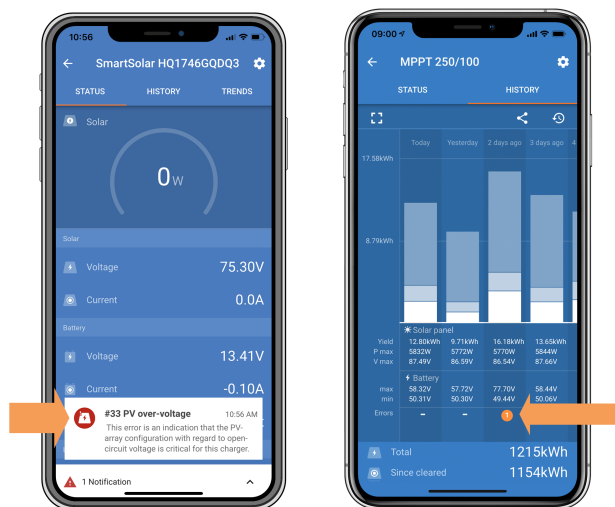 10:56
SmartSolar HQ1746GQDQ3
STATUS HISTORY TRENDS
Solar
0W
Solar
Voltage 75.30V
Current 0.0A
Battery
Voltage 13.41V
Current -0.10A
#33 PV over-voltage 10:56 AM
This error is an indication that the PV-
array configuration with regard to open-
circuit voltage is critical for this charger.
1 Notification
09:00
MPPT 250/100
STATUS HISTORY
Today Yesterday 2 days ago 3 days ago 4
17.58kWh
8.79kWh
Solar panel
Yield 12.80kWh 9.71kWh 16.18kWh 13.65kWh
P max 5832W 5772W 5770W 5844W
V max 87.49V 86.59V 86.54V 87.66V
Battery
max 58.32V 57.72V 77.70V 58.44V
min 50.31V 50.30V 49.44V 50.06V
Errors – – 1
Total 1215kWh
Since cleared 1154kWh